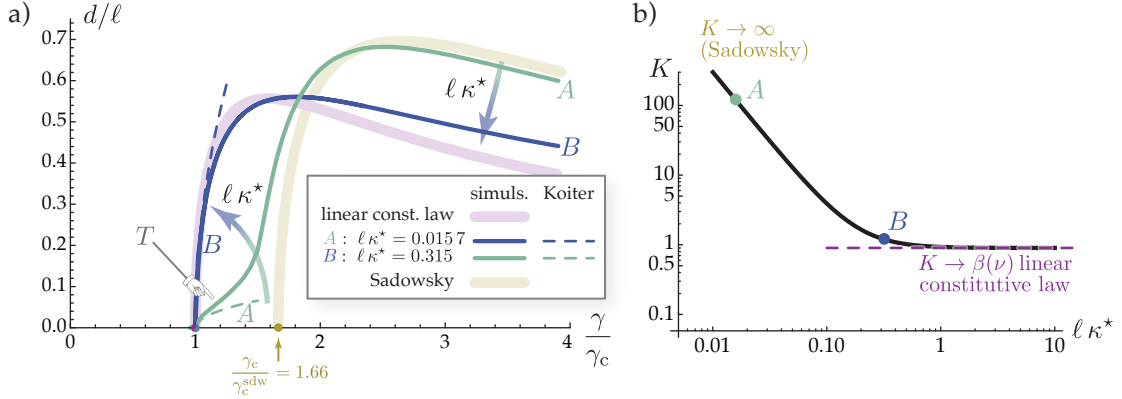 a)
d/ℓ
0.7
0.6
0.5
0.4
0.3
0.2
0.1
0.0
0
1
2
3
4
γ/γc
A
B
ℓ κ⋆
ℓ κ⋆
T
B
A
simuls. Koiter
linear const. law
A : ℓ κ⋆ = 0.015 7
B : ℓ κ⋆ = 0.315
Sadowsky
γc/γc^sdw = 1.66
b)
K → ∞
(Sadowsky)
K
100
50
10
5
1
0.5
0.1
A
B
K → β(ν) linear
constitutive law
0.01
0.10
1
10
ℓ κ⋆